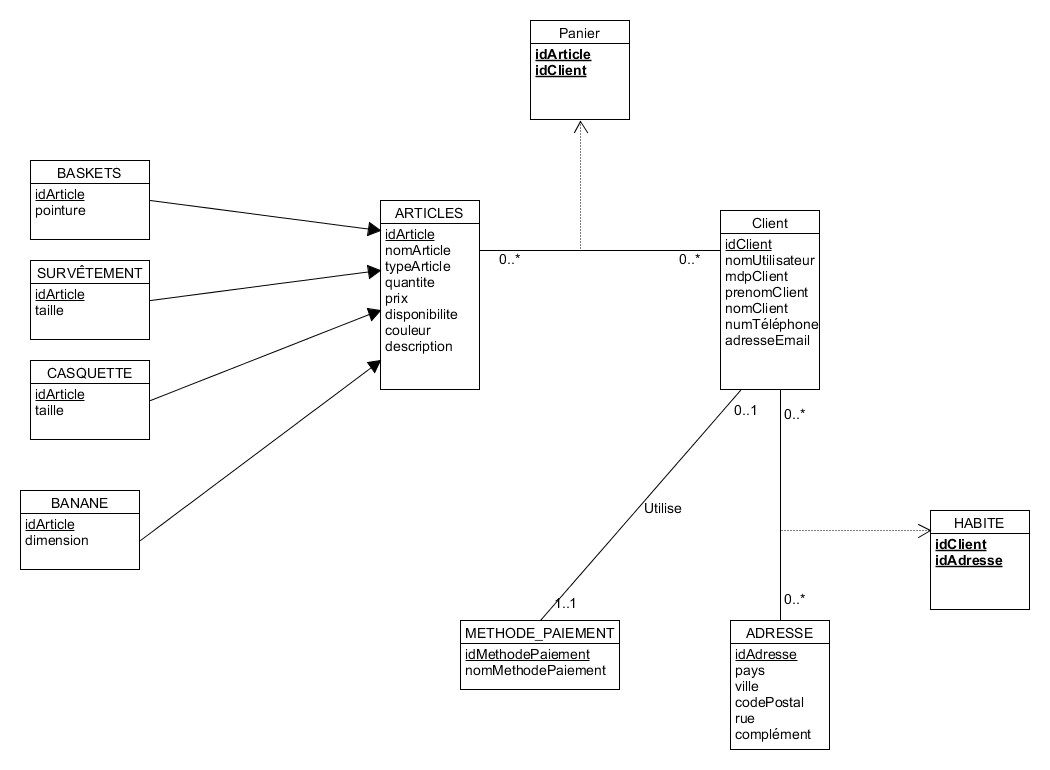 Panier
idArticle
idClient
BASKETS
idArticle
pointure
SURVÊTEMENT
idArticle
taille
CASQUETTE
idArticle
taille
BANANE
idArticle
dimension
ARTICLES
idArticle
nomArticle
typeArticle
quantite
prix
disponibilite
couleur
description
0..*
0..*
Client
idClient
nomUtilisateur
mdpClient
prenomClient
nomClient
numTéléphone
adresseEmail
0..1
0..*
Utilise
HABITE
idClient
idAdresse
1..1
0..*
METHODE_PAIEMENT
idMethodePaiement
nomMethodePaiement
ADRESSE
idAdresse
pays
ville
codePostal
rue
complément